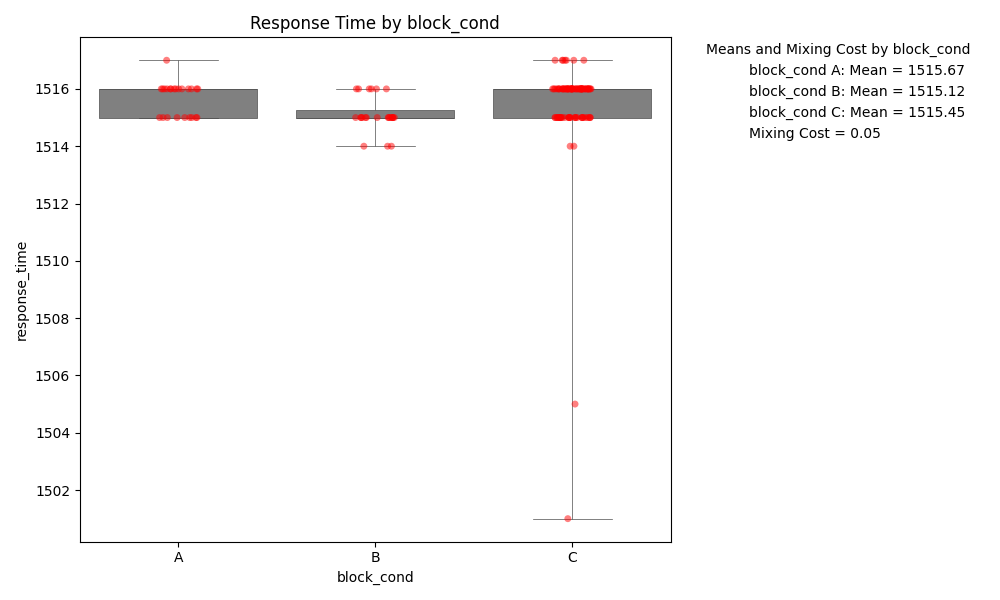 Response Time by block_cond
Means and Mixing Cost by block_cond
block_cond A: Mean = 1515.67
block_cond B: Mean = 1515.12
block_cond C: Mean = 1515.45
Mixing Cost = 0.05
response_time
1516
1514
1512
1510
1508
1506
1504
1502
A B C
block_cond